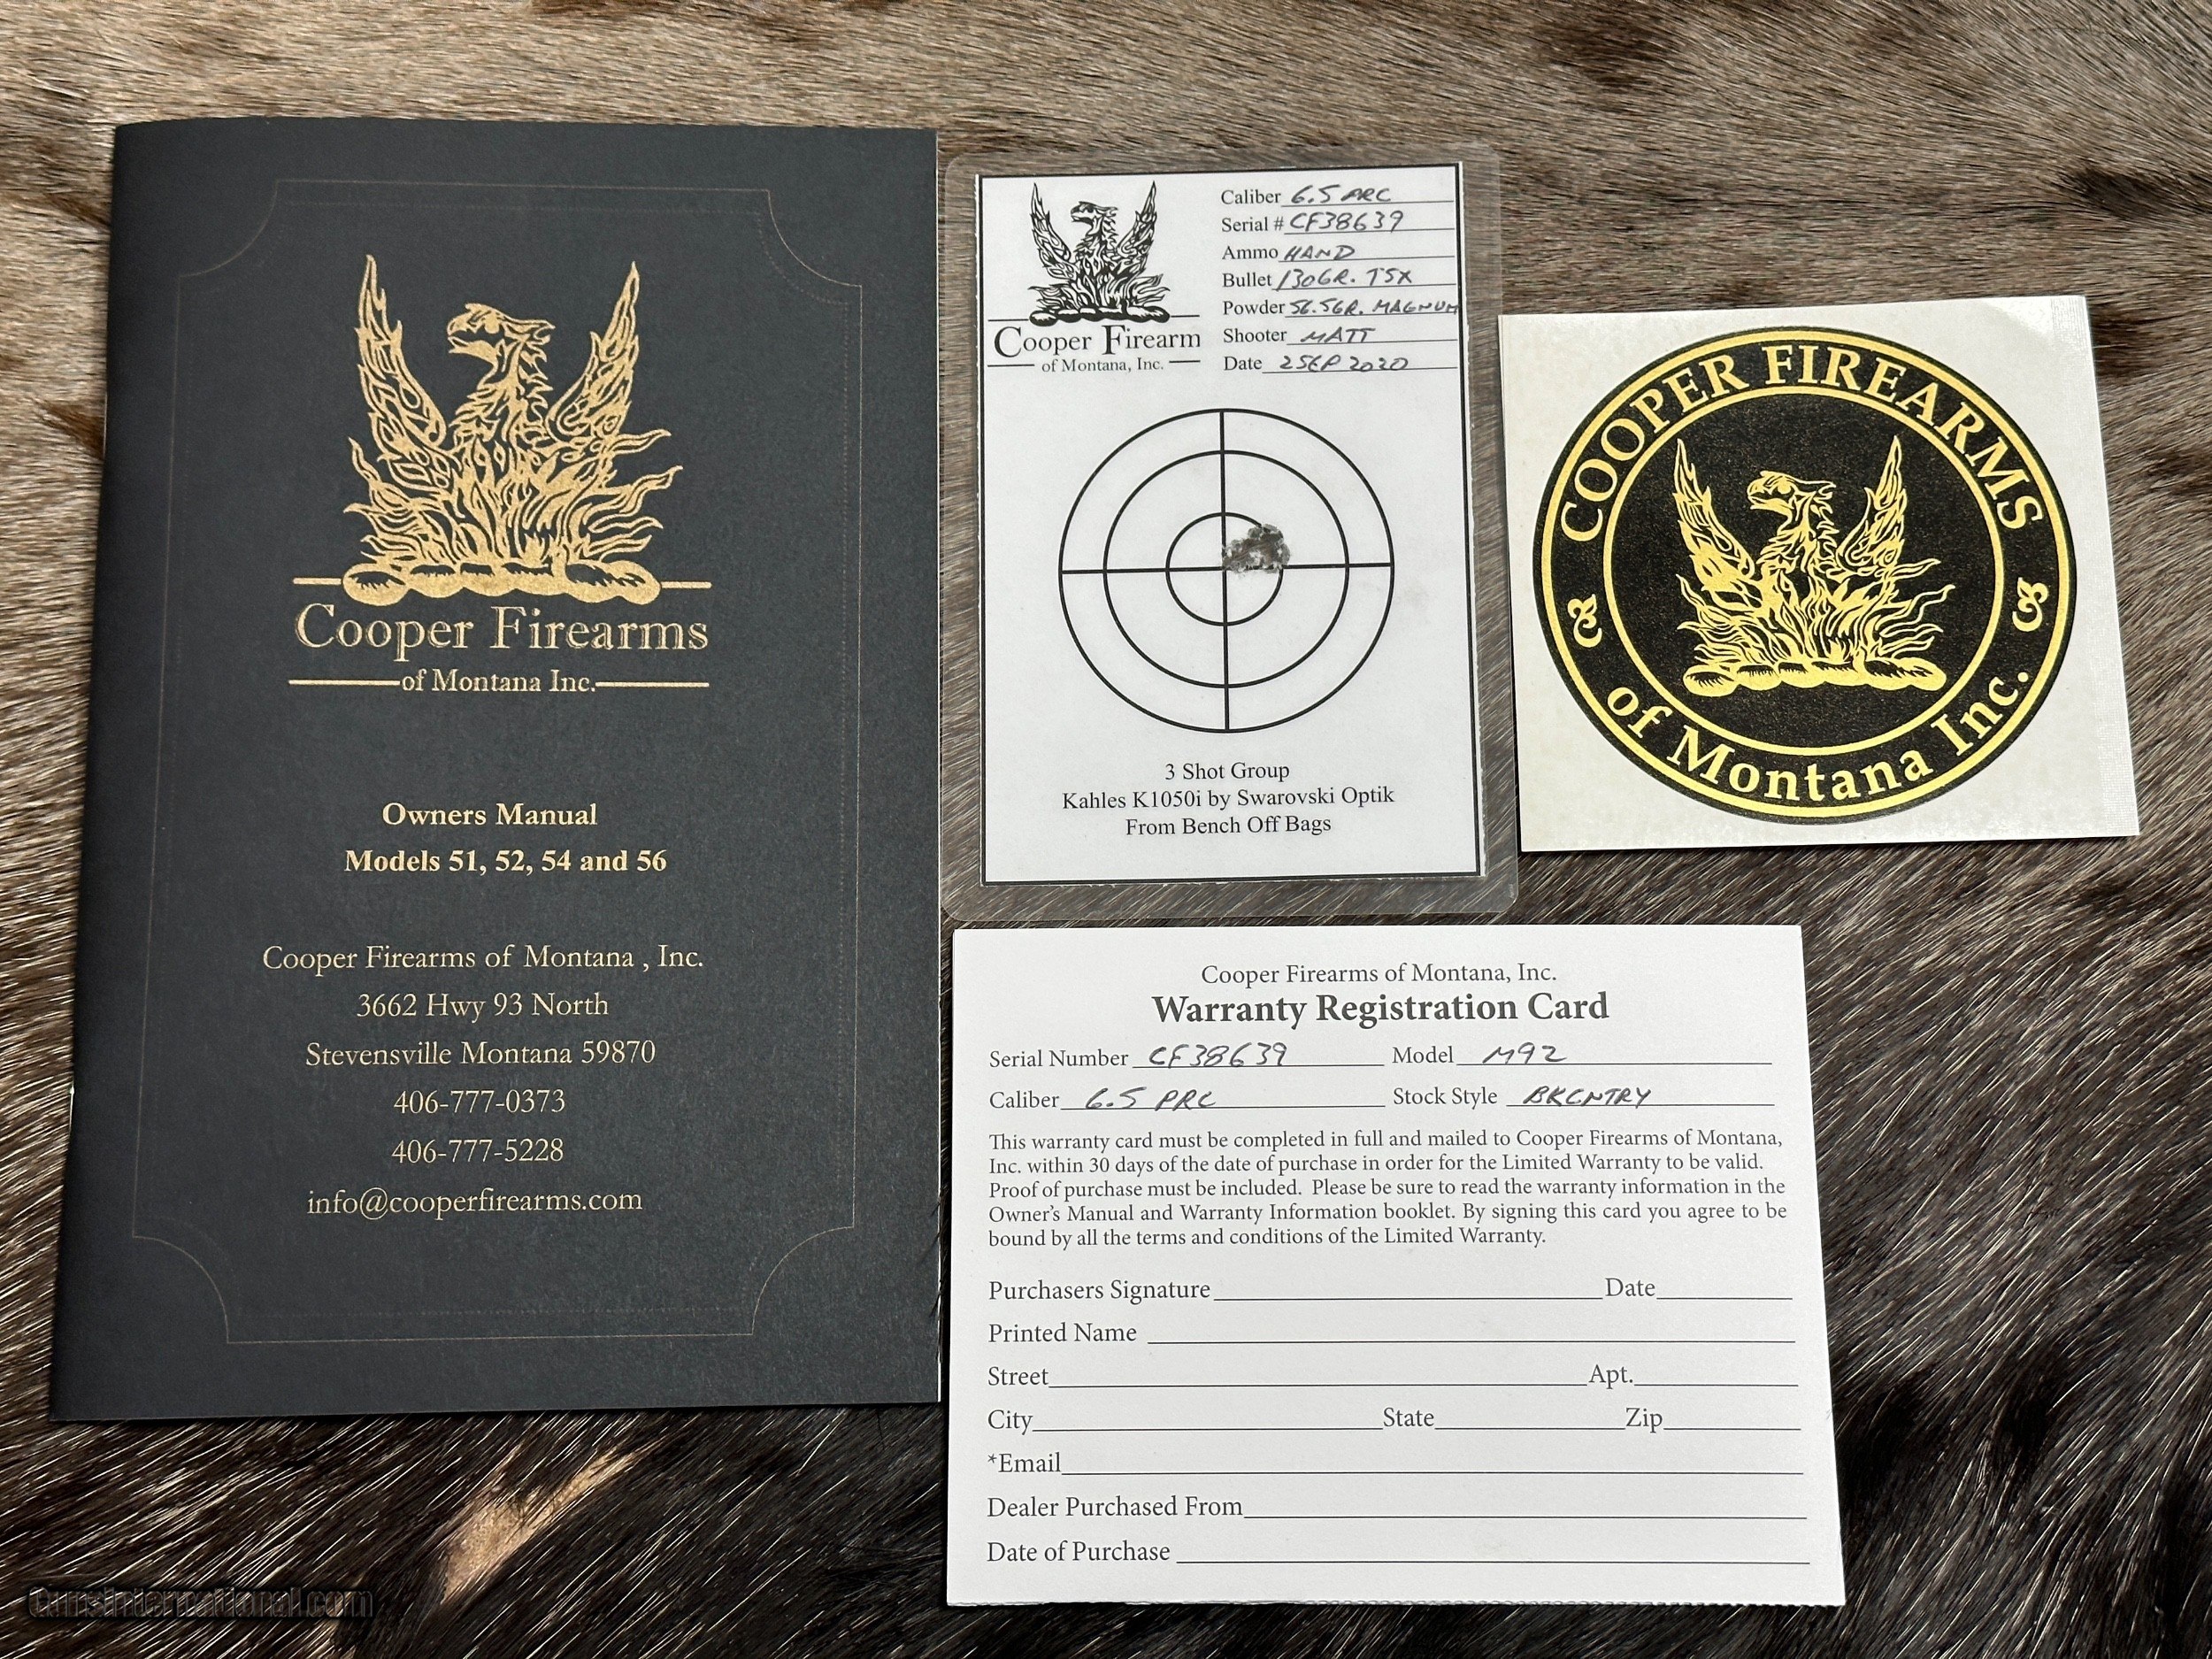 Cooper Firearms
of Montana Inc.
Owners Manual
Models 51, 52, 54 and 56
Cooper Firearms of Montana , Inc.
3662 Hwy 93 North
Stevensville Montana 59870
406-777-0373
406-777-5228
info@cooperfirearms.com
Cooper Firearm
of Montana, Inc.
Caliber 6.5 PRC
Serial # CF38639
Ammo HAND
Bullet 130GR. TSX
Powder 56.5GR. MAGNUM
Shooter MATT
Date 2 SEP 2020
3 Shot Group
Kahles K1050i by Swarovski Optik
From Bench Off Bags
COOPER FIREARMS
of Montana Inc.
Cooper Firearms of Montana, Inc.
Warranty Registration Card
Serial Number CF38639 Model M92
Caliber 6.5 PRC Stock Style BKCNTRY
This warranty card must be completed in full and mailed to Cooper Firearms of Montana,
Inc. within 30 days of the date of purchase in order for the Limited Warranty to be valid.
Proof of purchase must be included. Please be sure to read the warranty information in the
Owner's Manual and Warranty Information booklet. By signing this card you agree to be
bound by all the terms and conditions of the Limited Warranty.
Purchasers Signature Date
Printed Name
Street Apt.
City State Zip
*Email
Dealer Purchased From
Date of Purchase
GunsInternational.com